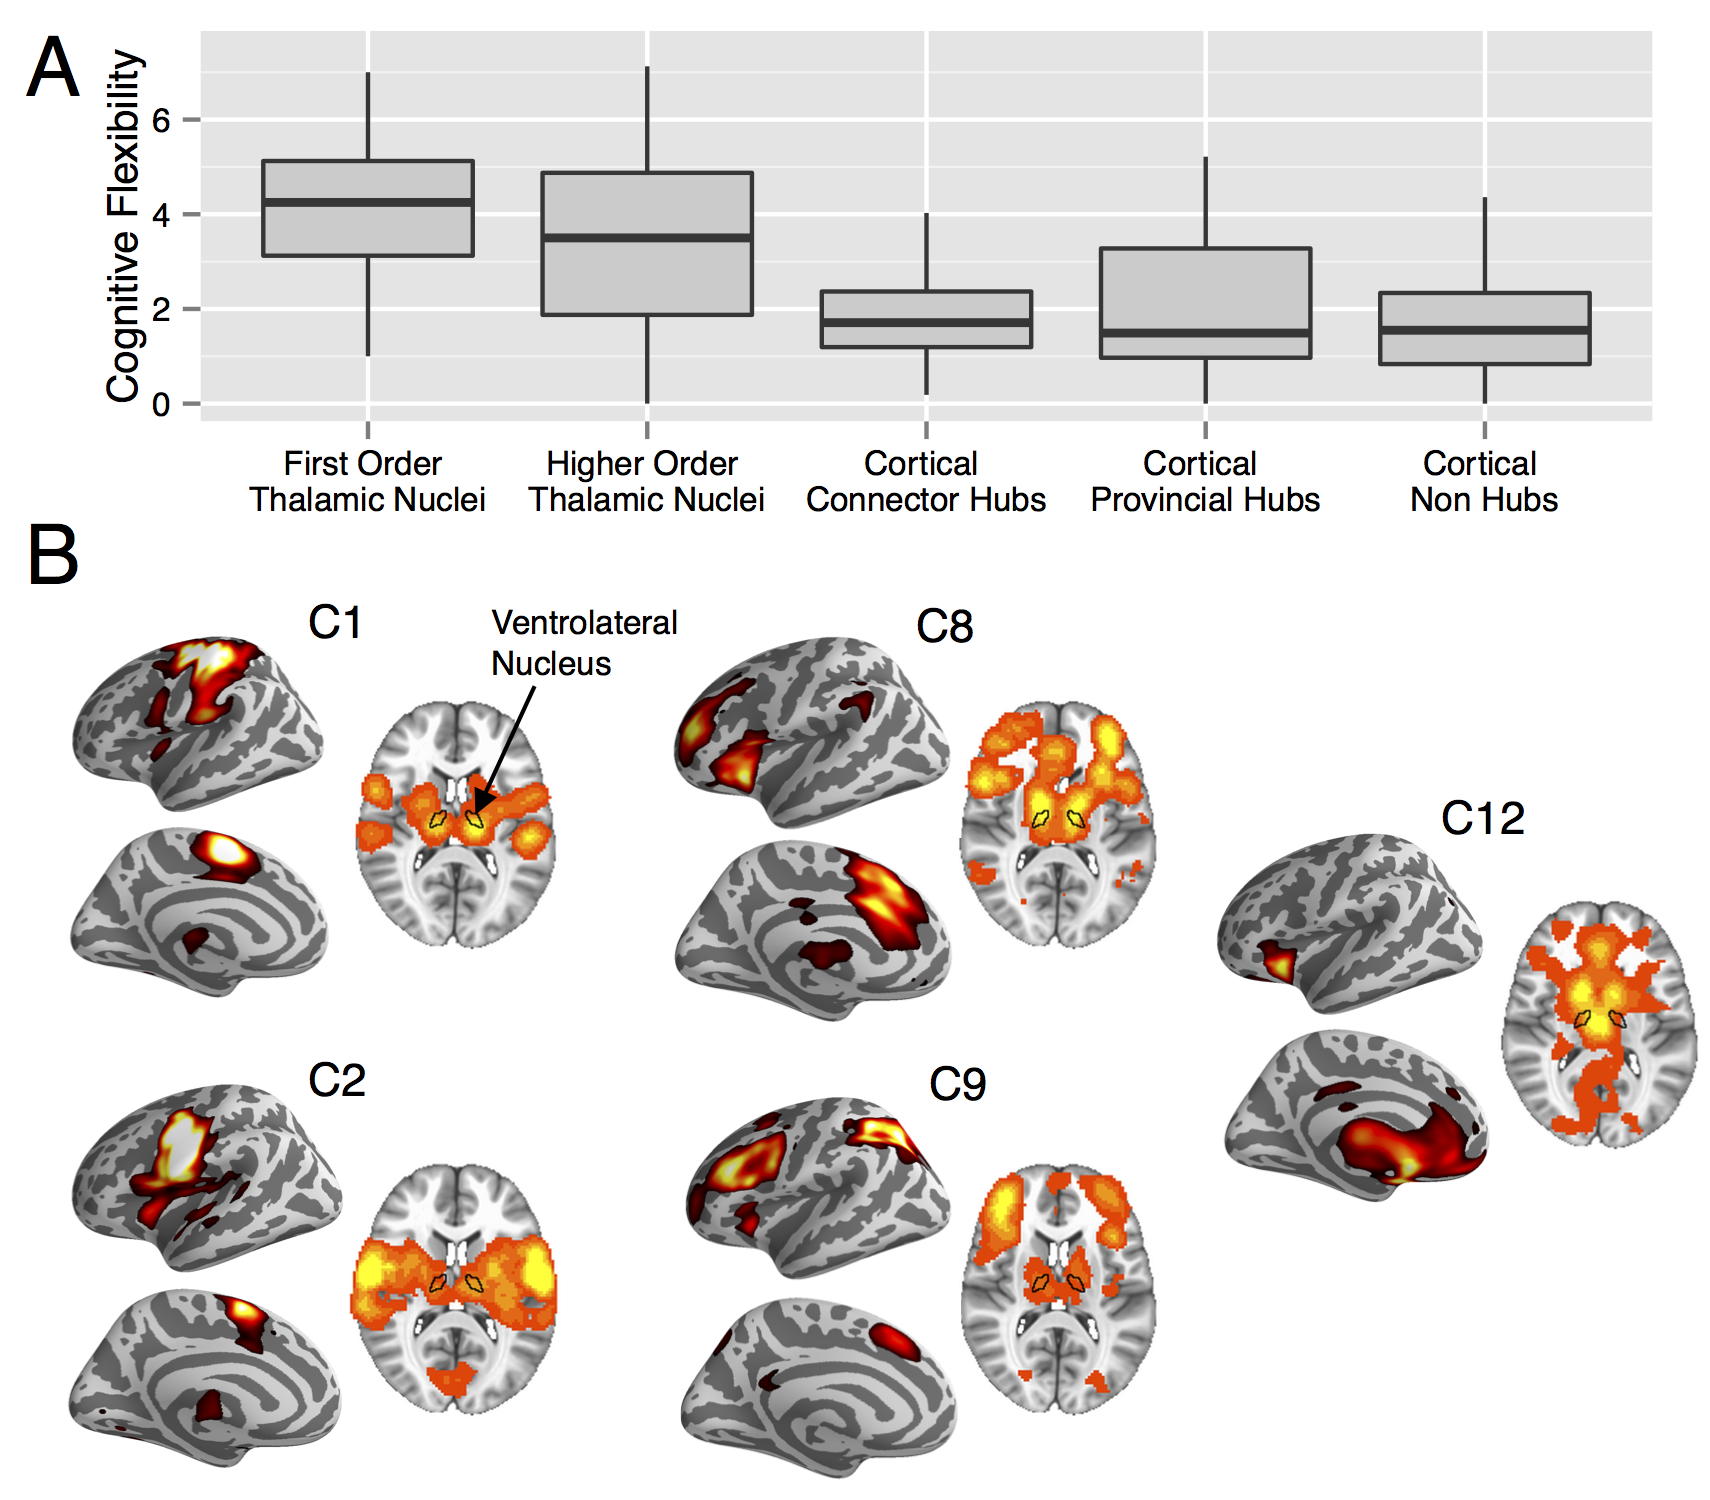 A
Cognitive Flexibility
6
4
2
0
First Order
Thalamic Nuclei
Higher Order
Thalamic Nuclei
Cortical
Connector Hubs
Cortical
Provincial Hubs
Cortical
Non Hubs
B
C1
Ventrolateral
Nucleus
C8
C12
C2
C9